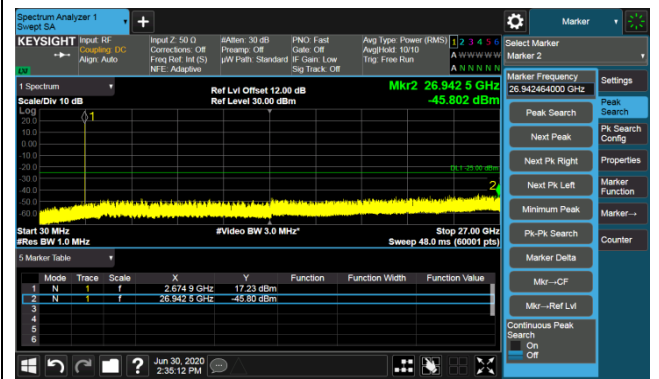 Spectrum Analyzer 1
Swept SA
+
Marker
KEYSIGHT Input: RF Input Z: 50 Ω #Atten: 30 dB PNO: Fast Avg Type: Power (RMS) 1 2 3 4 5 6
Coupling: DC Corrections: Off Preamp: Off Gate: Off Avg|Hold: 10/10 A W W W W W
Align: Auto Freq Ref: Int (S) µW Path: Standard IF Gain: Low Trig: Free Run A N N N N N
NFE: Adaptive Sig Track: Off
Select Marker
Marker 2
1 Spectrum
Ref Lvl Offset 12.00 dB
Mkr2 26.942 5 GHz
Scale/Div 10 dB
Ref Level 30.00 dBm
-45.802 dBm
Log
20.0
10.0
0.00
-10.0
-20.0
-30.0
-40.0
-50.0
-60.0
1
DL1 -25.00 dBm
2
Start 30 MHz #Video BW 3.0 MHz* Stop 27.00 GHz
#Res BW 1.0 MHz Sweep 48.0 ms (60001 pts)
5 Marker Table
Mode Trace Scale X Y Function Function Width Function Value
1 N 1 f 2.674 9 GHz 17.23 dBm
2 N 1 f 26.942 5 GHz -45.80 dBm
3
4
5
6
Marker Frequency
26.942464000 GHz
Peak Search
Next Peak
Next Pk Right
Next Pk Left
Minimum Peak
Pk-Pk Search
Marker Delta
Mkr→CF
Mkr→Ref Lvl
Continuous Peak
Search
On
Off
Settings
Peak
Search
Pk Search
Config
Properties
Marker
Function
Marker→
Counter
?
Jun 30, 2020
2:35:12 PM